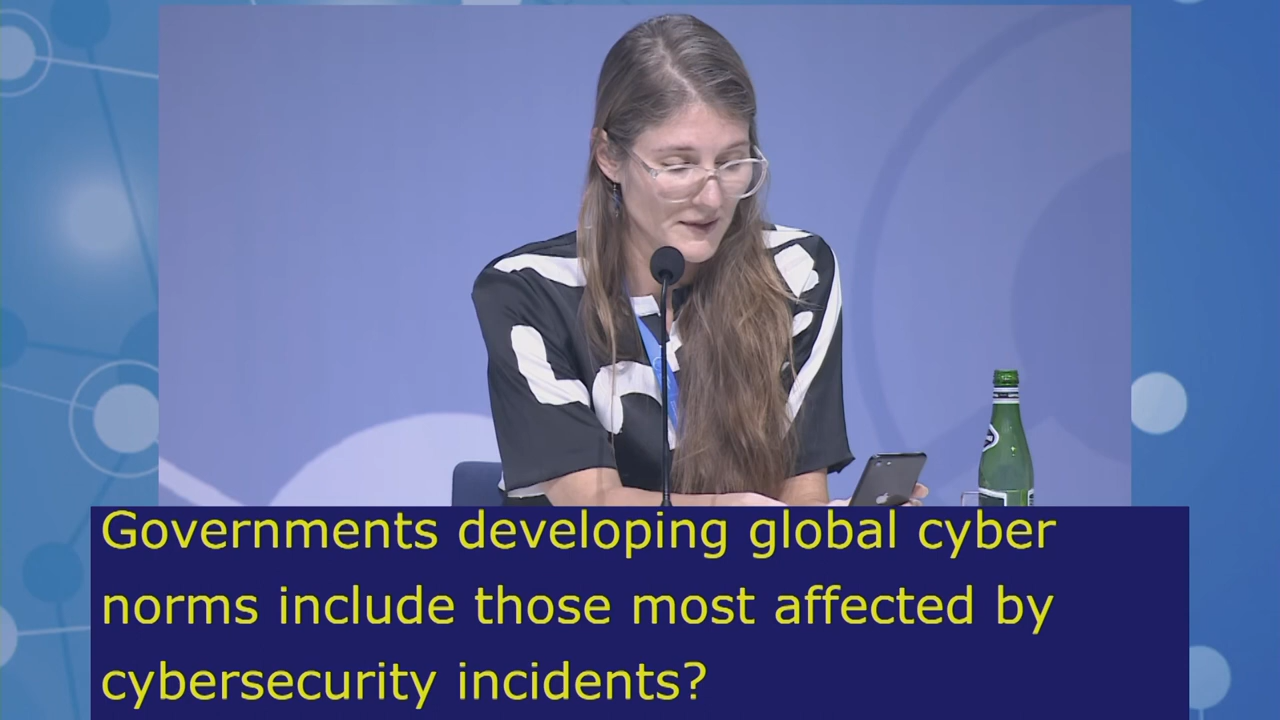 Governments developing global cyber
norms include those most affected by
cybersecurity incidents?